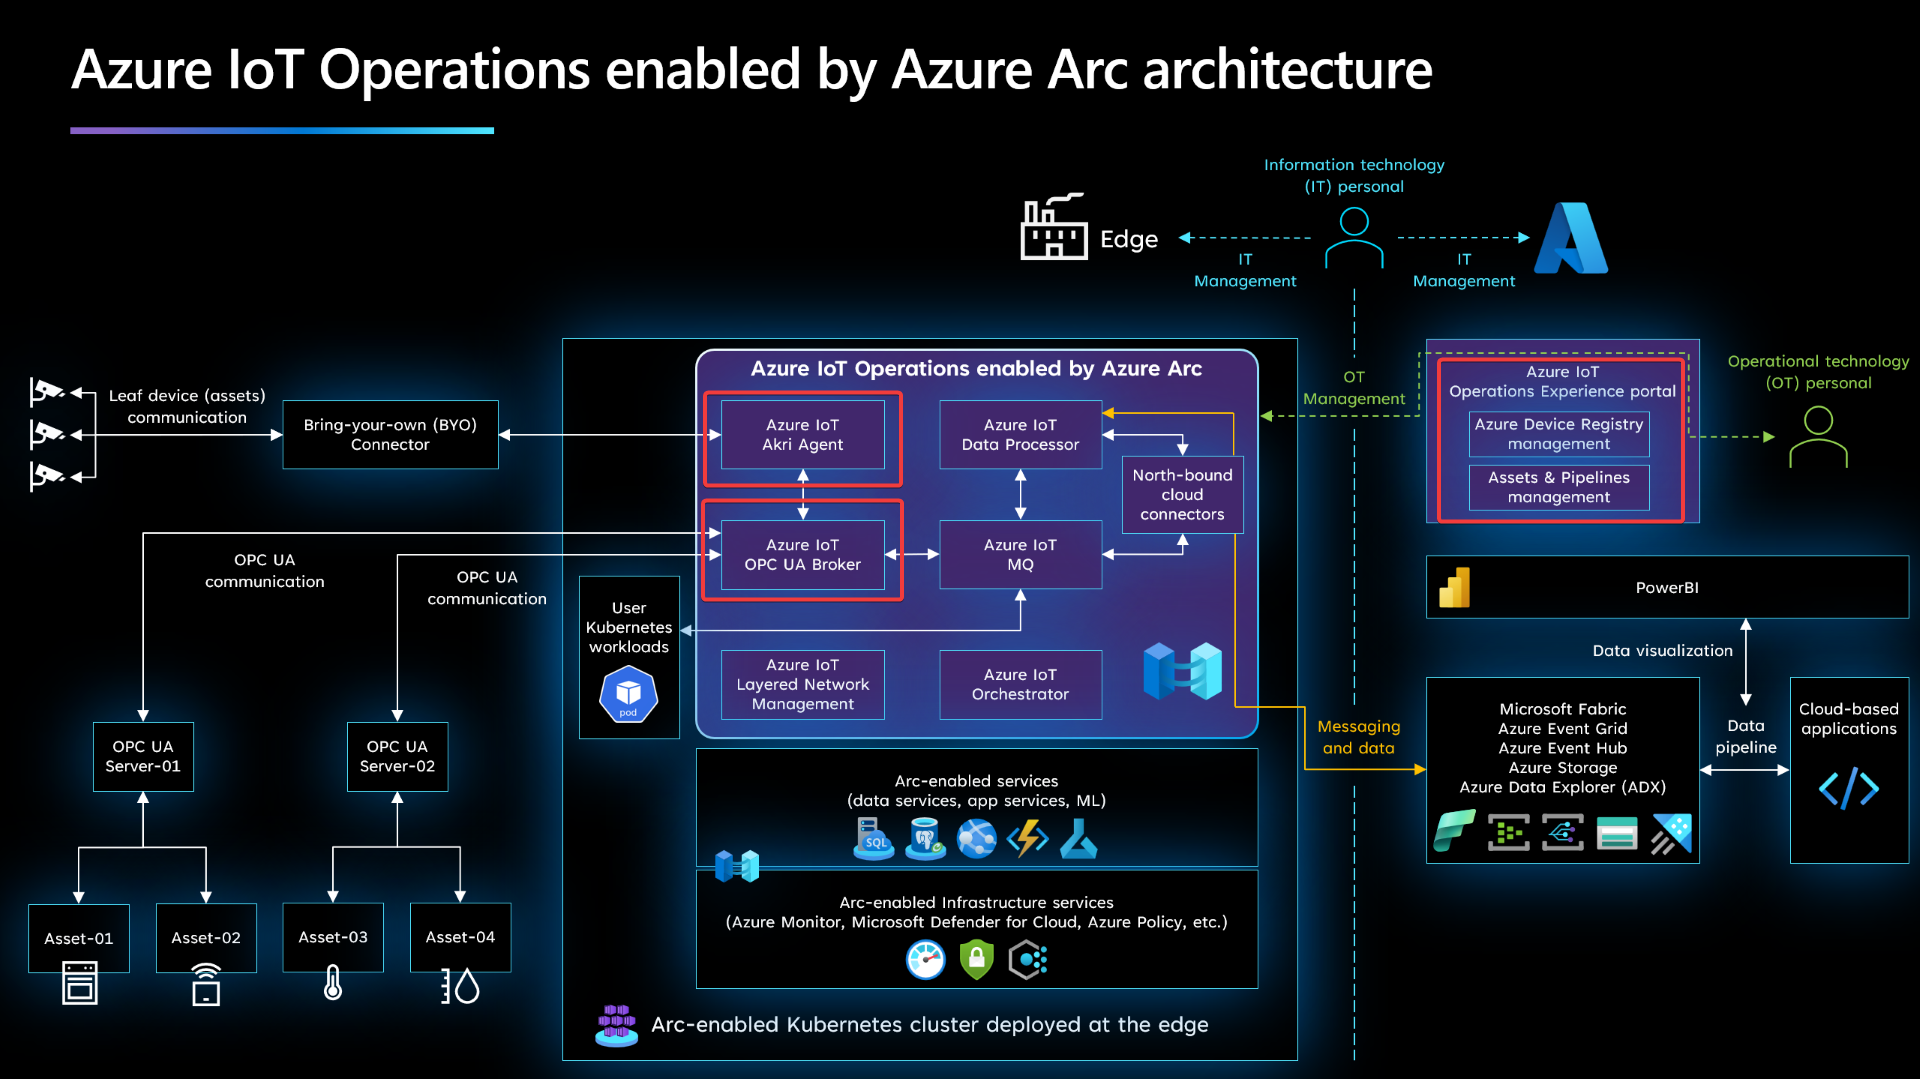 Azure IoT Operations enabled by Azure Arc architecture
Information technology
(IT) personal
Edge
IT
Management
IT
Management
Leaf device (assets)
communication
Bring-your-own (BYO)
Connector
Azure IoT Operations enabled by Azure Arc
Azure IoT
Akri Agent
Azure IoT
Data Processor
North-bound
cloud
connectors
Azure IoT
OPC UA Broker
Azure IoT
MQ
Azure IoT
Layered Network
Management
Azure IoT
Orchestrator
OT
Management
Azure IoT
Operations Experience portal
Azure Device Registry
management
Assets & Pipelines
management
Operational technology
(OT) personal
OPC UA
communication
OPC UA
communication
User
Kubernetes
workloads
pod
PowerBI
Data visualization
OPC UA
Server-01
OPC UA
Server-02
Messaging
and data
Microsoft Fabric
Azure Event Grid
Azure Event Hub
Azure Storage
Azure Data Explorer (ADX)
Data
pipeline
Cloud-based
applications
Arc-enabled services
(data services, app services, ML)
SQL
Arc-enabled Infrastructure services
(Azure Monitor, Microsoft Defender for Cloud, Azure Policy, etc.)
Asset-01
Asset-02
Asset-03
Asset-04
Arc-enabled Kubernetes cluster deployed at the edge